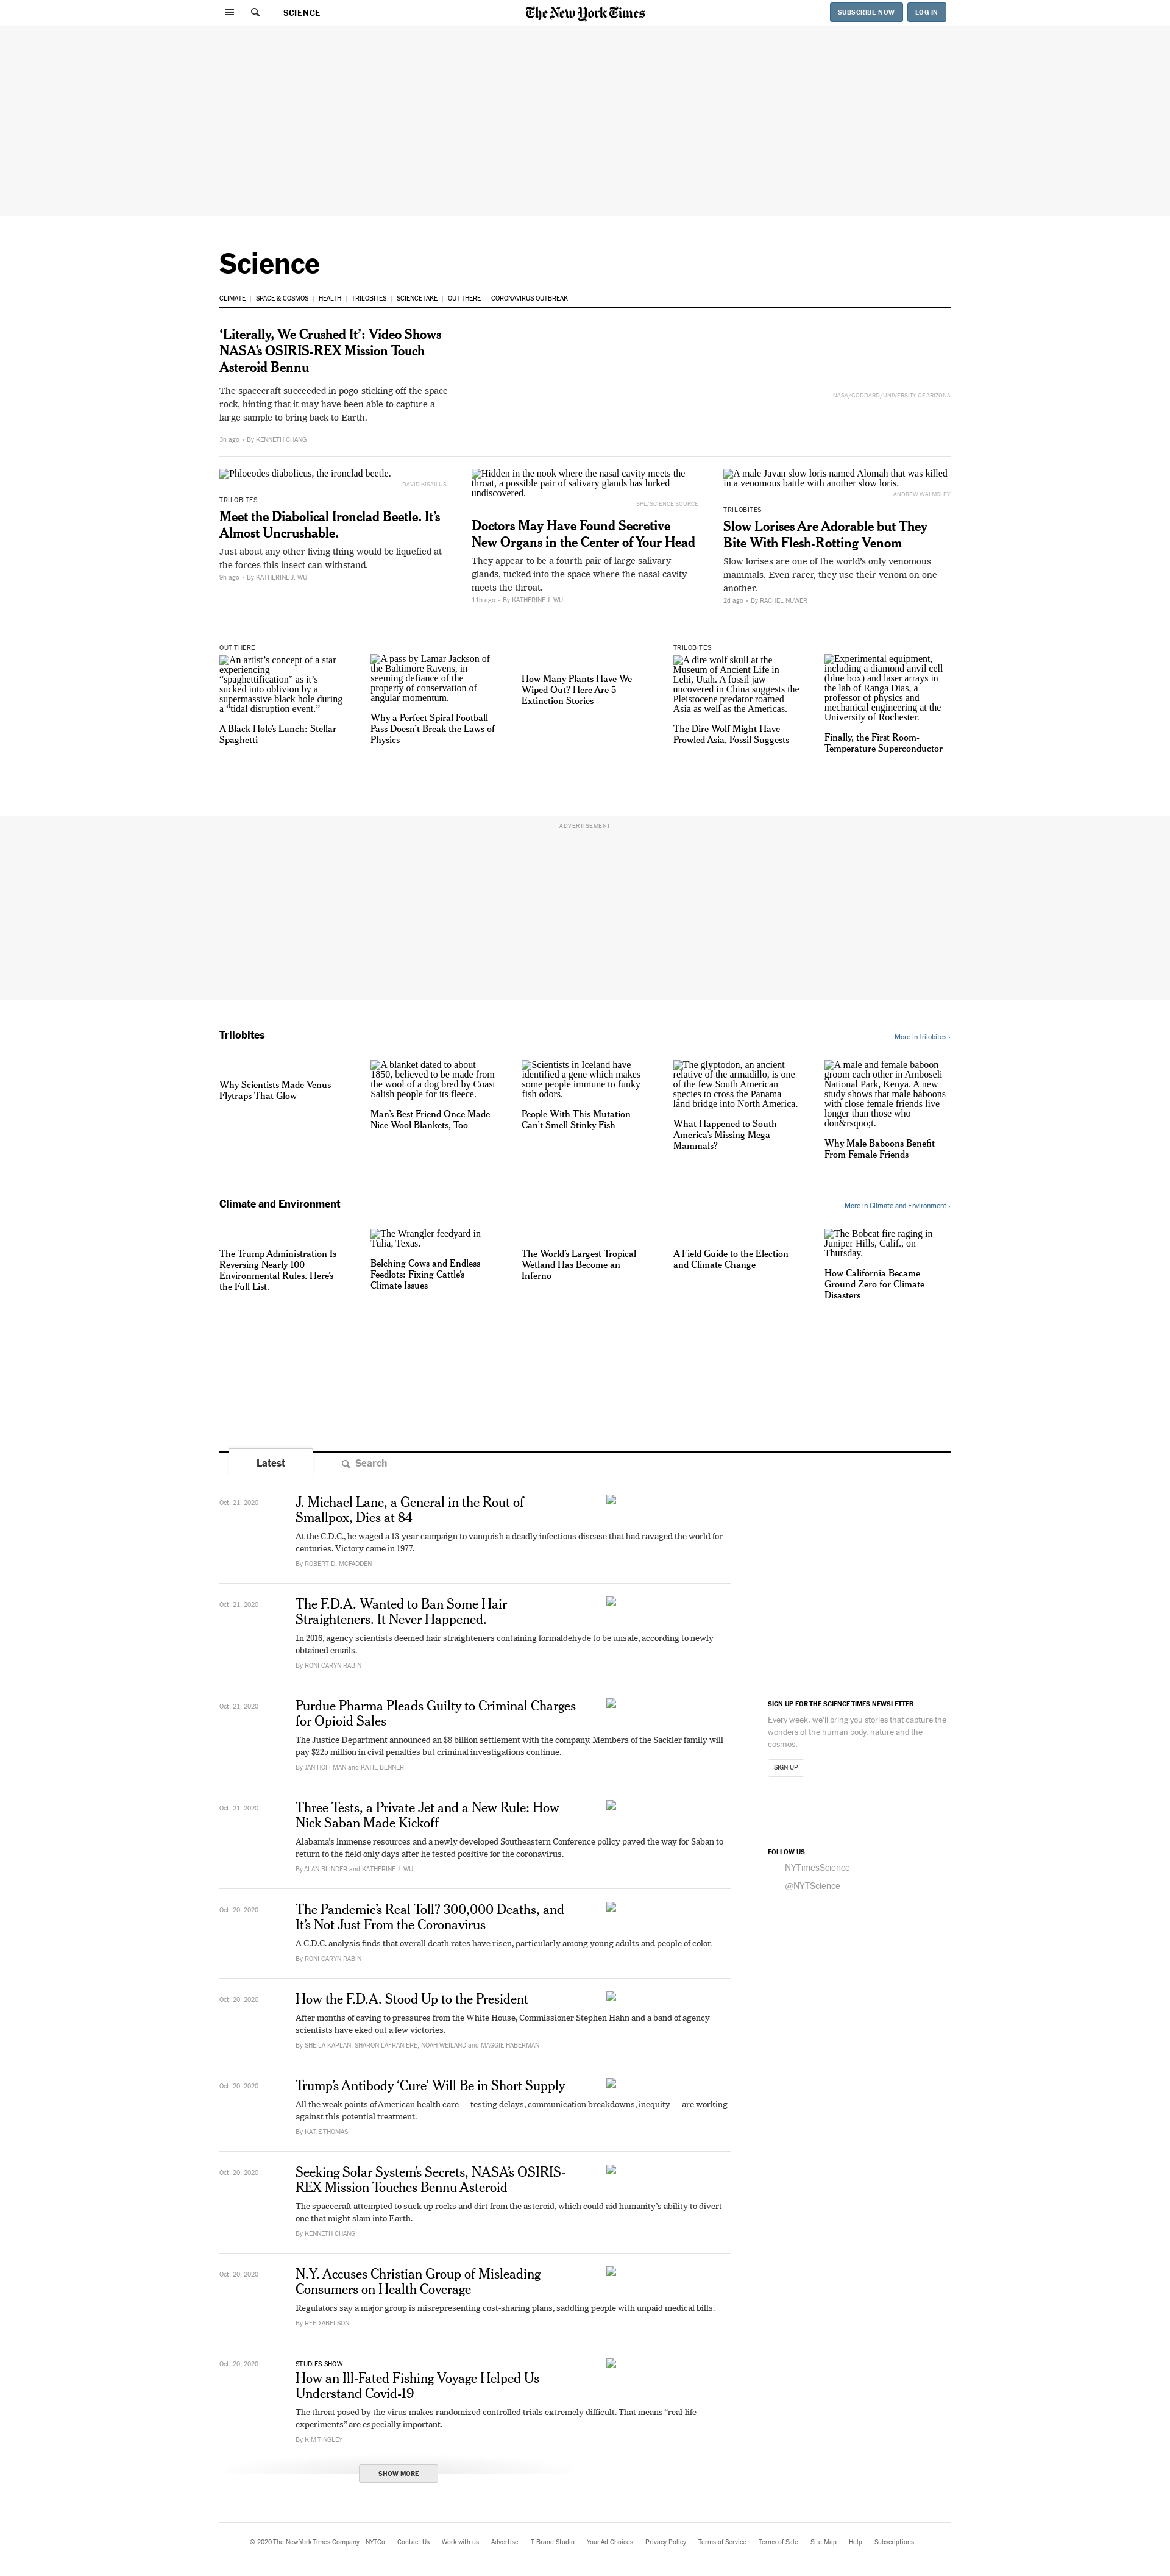 SCIENCE
The New York Times
SUBSCRIBE NOW
LOG IN
Science
CLIMATE
SPACE & COSMOS
HEALTH
TRILOBITES
SCIENCETAKE
OUT THERE
CORONAVIRUS OUTBREAK
‘Literally, We Crushed It’: Video Shows
NASA’s OSIRIS-REX Mission Touch
Asteroid Bennu
The spacecraft succeeded in pogo-sticking off the space
rock, hinting that it may have been able to capture a
large sample to bring back to Earth.
3h ago • By KENNETH CHANG
NASA/GODDARD/UNIVERSITY OF ARIZONA
Phloeodes diabolicus, the ironclad beetle.
DAVID KISAILUS
TRILOBITES
Meet the Diabolical Ironclad Beetle. It’s
Almost Uncrushable.
Just about any other living thing would be liquefied at
the forces this insect can withstand.
9h ago • By KATHERINE J. WU
Hidden in the nook where the nasal cavity meets the
throat, a possible pair of salivary glands has lurked
undiscovered.
SPL/SCIENCE SOURCE
Doctors May Have Found Secretive
New Organs in the Center of Your Head
They appear to be a fourth pair of large salivary
glands, tucked into the space where the nasal cavity
meets the throat.
11h ago • By KATHERINE J. WU
A male Javan slow loris named Alomah that was killed
in a venomous battle with another slow loris.
ANDREW WALMSLEY
TRILOBITES
Slow Lorises Are Adorable but They
Bite With Flesh-Rotting Venom
Slow lorises are one of the world’s only venomous
mammals. Even rarer, they use their venom on one
another.
2d ago • By RACHEL NUWER
OUT THERE
An artist’s concept of a star
experiencing
“spaghettification” as it’s
sucked into oblivion by a
supermassive black hole during
a “tidal disruption event.”
A Black Hole’s Lunch: Stellar
Spaghetti
A pass by Lamar Jackson of
the Baltimore Ravens, in
seeming defiance of the
property of conservation of
angular momentum.
Why a Perfect Spiral Football
Pass Doesn’t Break the Laws of
Physics
How Many Plants Have We
Wiped Out? Here Are 5
Extinction Stories
TRILOBITES
A dire wolf skull at the
Museum of Ancient Life in
Lehi, Utah. A fossil jaw
uncovered in China suggests the
Pleistocene predator roamed
Asia as well as the Americas.
The Dire Wolf Might Have
Prowled Asia, Fossil Suggests
Experimental equipment,
including a diamond anvil cell
(blue box) and laser arrays in
the lab of Ranga Dias, a
professor of physics and
mechanical engineering at the
University of Rochester.
Finally, the First Room-
Temperature Superconductor
ADVERTISEMENT
Trilobites
More in Trilobites ›
Why Scientists Made Venus
Flytraps That Glow
A blanket dated to about
1850, believed to be made from
the wool of a dog bred by Coast
Salish people for its fleece.
Man’s Best Friend Once Made
Nice Wool Blankets, Too
Scientists in Iceland have
identified a gene which makes
some people immune to funky
fish odors.
People With This Mutation
Can’t Smell Stinky Fish
The glyptodon, an ancient
relative of the armadillo, is one
of the few South American
species to cross the Panama
land bridge into North America.
What Happened to South
America’s Missing Mega-
Mammals?
A male and female baboon
groom each other in Amboseli
National Park, Kenya. A new
study shows that male baboons
with close female friends live
longer than those who
don&rsquo;t.
Why Male Baboons Benefit
From Female Friends
Climate and Environment
More in Climate and Environment ›
The Trump Administration Is
Reversing Nearly 100
Environmental Rules. Here’s
the Full List.
The Wrangler feedyard in
Tulia, Texas.
Belching Cows and Endless
Feedlots: Fixing Cattle’s
Climate Issues
The World’s Largest Tropical
Wetland Has Become an
Inferno
A Field Guide to the Election
and Climate Change
The Bobcat fire raging in
Juniper Hills, Calif., on
Thursday.
How California Became
Ground Zero for Climate
Disasters
Latest
Search
Oct. 21, 2020
J. Michael Lane, a General in the Rout of
Smallpox, Dies at 84
At the C.D.C., he waged a 13-year campaign to vanquish a deadly infectious disease that had ravaged the world for
centuries. Victory came in 1977.
By ROBERT D. MCFADDEN
Oct. 21, 2020
The F.D.A. Wanted to Ban Some Hair
Straighteners. It Never Happened.
In 2016, agency scientists deemed hair straighteners containing formaldehyde to be unsafe, according to newly
obtained emails.
By RONI CARYN RABIN
Oct. 21, 2020
Purdue Pharma Pleads Guilty to Criminal Charges
for Opioid Sales
The Justice Department announced an $8 billion settlement with the company. Members of the Sackler family will
pay $225 million in civil penalties but criminal investigations continue.
By JAN HOFFMAN and KATIE BENNER
Oct. 21, 2020
Three Tests, a Private Jet and a New Rule: How
Nick Saban Made Kickoff
Alabama’s immense resources and a newly developed Southeastern Conference policy paved the way for Saban to
return to the field only days after he tested positive for the coronavirus.
By ALAN BLINDER and KATHERINE J. WU
Oct. 20, 2020
The Pandemic’s Real Toll? 300,000 Deaths, and
It’s Not Just From the Coronavirus
A C.D.C. analysis finds that overall death rates have risen, particularly among young adults and people of color.
By RONI CARYN RABIN
Oct. 20, 2020
How the F.D.A. Stood Up to the President
After months of caving to pressures from the White House, Commissioner Stephen Hahn and a band of agency
scientists have eked out a few victories.
By SHEILA KAPLAN, SHARON LAFRANIERE, NOAH WEILAND and MAGGIE HABERMAN
Oct. 20, 2020
Trump’s Antibody ‘Cure’ Will Be in Short Supply
All the weak points of American health care — testing delays, communication breakdowns, inequity — are working
against this potential treatment.
By KATIE THOMAS
Oct. 20, 2020
Seeking Solar System’s Secrets, NASA’s OSIRIS-
REX Mission Touches Bennu Asteroid
The spacecraft attempted to suck up rocks and dirt from the asteroid, which could aid humanity’s ability to divert
one that might slam into Earth.
By KENNETH CHANG
Oct. 20, 2020
N.Y. Accuses Christian Group of Misleading
Consumers on Health Coverage
Regulators say a major group is misrepresenting cost-sharing plans, saddling people with unpaid medical bills.
By REED ABELSON
Oct. 20, 2020
STUDIES SHOW
How an Ill-Fated Fishing Voyage Helped Us
Understand Covid-19
The threat posed by the virus makes randomized controlled trials extremely difficult. That means “real-life
experiments” are especially important.
By KIM TINGLEY
SHOW MORE
SIGN UP FOR THE SCIENCE TIMES NEWSLETTER
Every week, we’ll bring you stories that capture the
wonders of the human body, nature and the
cosmos.
SIGN UP
FOLLOW US
NYTimesScience
@NYTScience
© 2020 The New York Times Company
NYTCo
Contact Us
Work with us
Advertise
T Brand Studio
Your Ad Choices
Privacy Policy
Terms of Service
Terms of Sale
Site Map
Help
Subscriptions